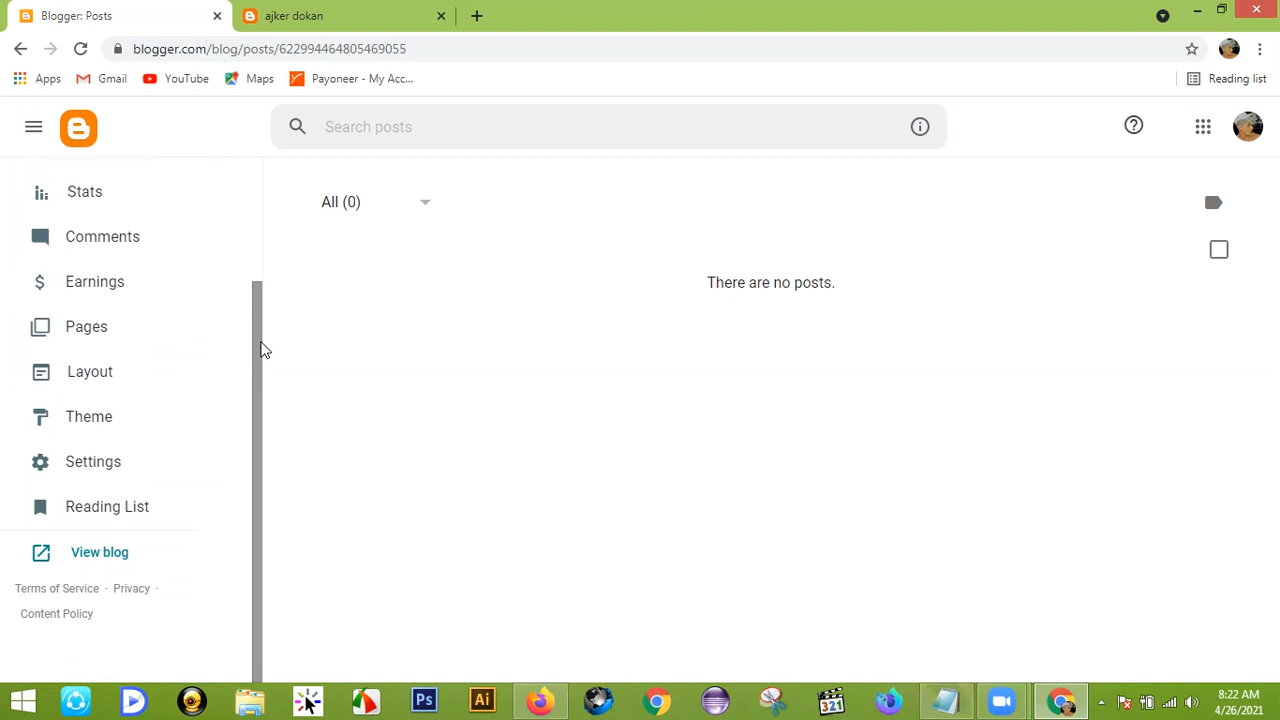 Blogger: Posts
ajker dokan
blogger.com/blog/posts/622994464805469055
Apps
Gmail
YouTube
Maps
Payoneer - My Acc...
Reading list
Search posts
Stats
Comments
Earnings
Pages
Layout
Theme
Settings
Reading List
View blog
Terms of Service · Privacy ·
Content Policy
All (0)
There are no posts.
Ps
Ai
321
8:22 AM
4/26/2021